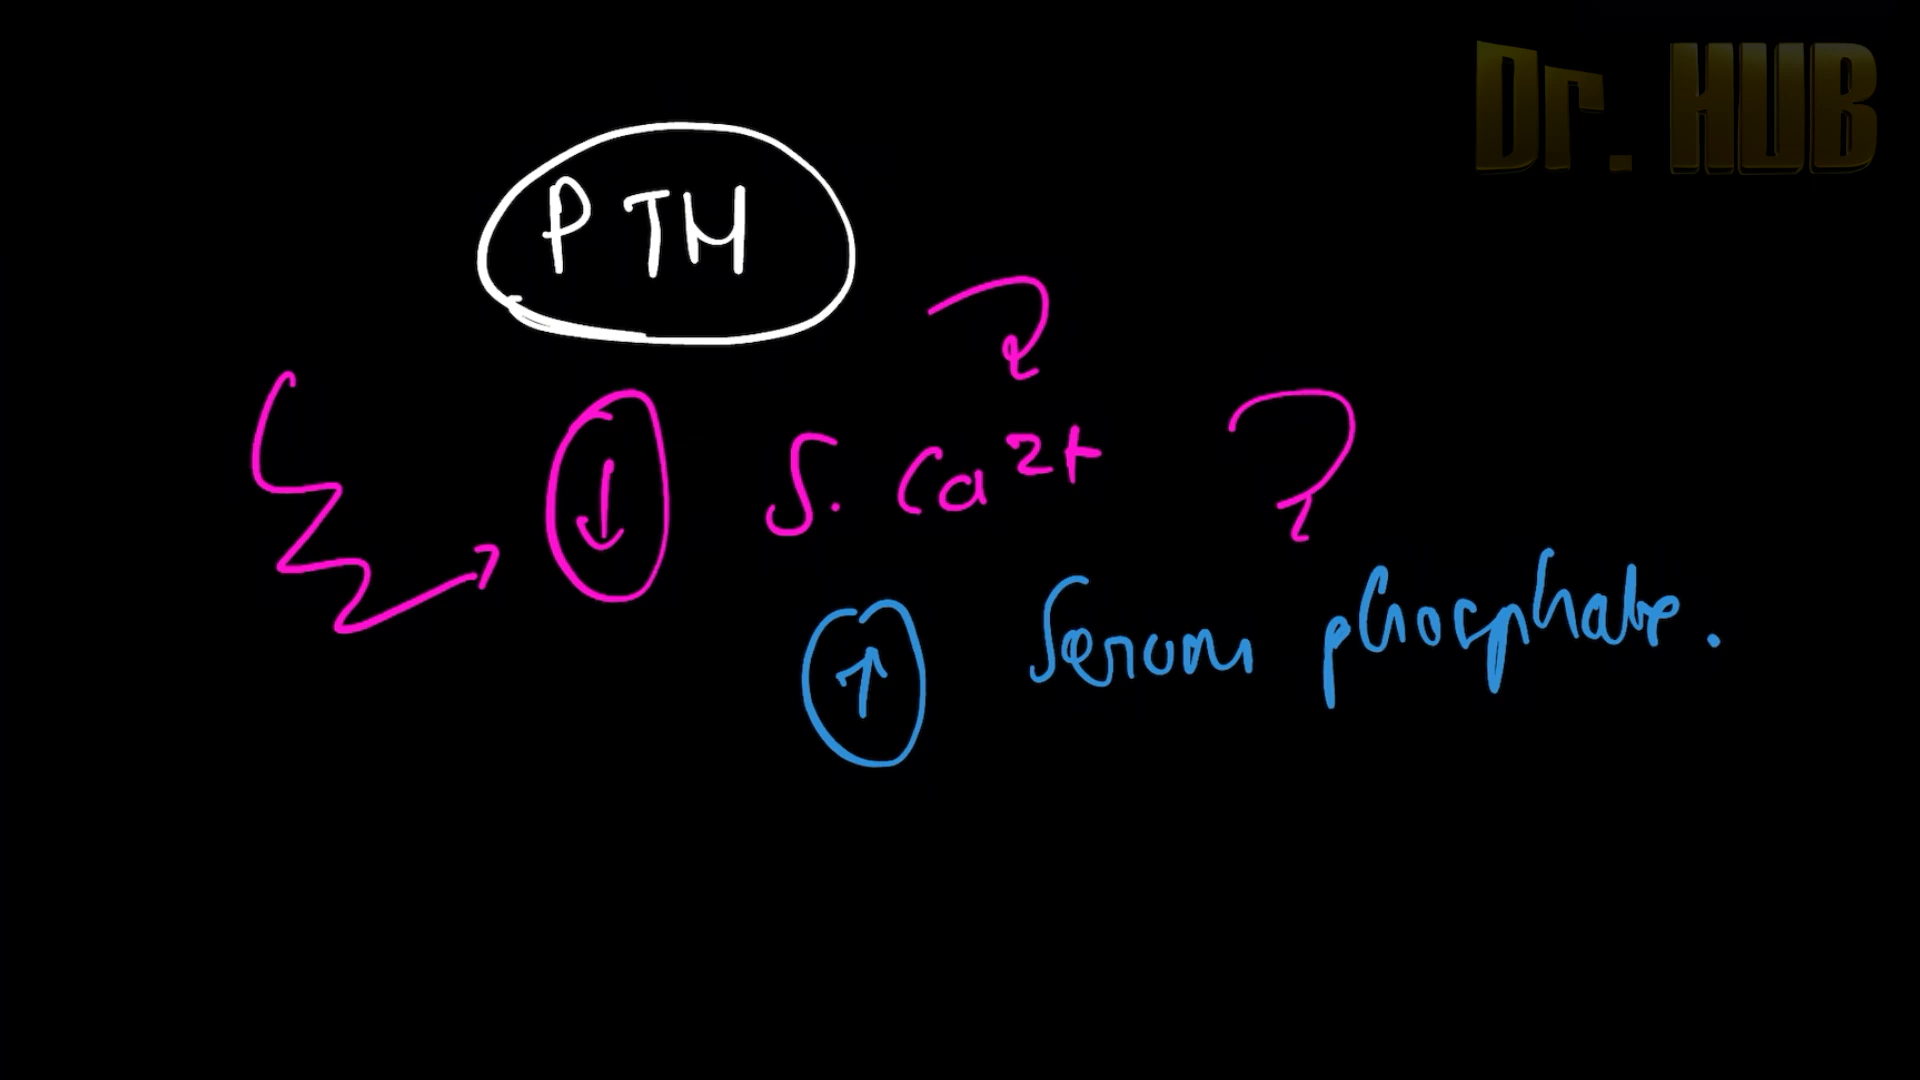 Dr. HUB
PTH
↓ S. Ca2+
↑ Serum phosphate.